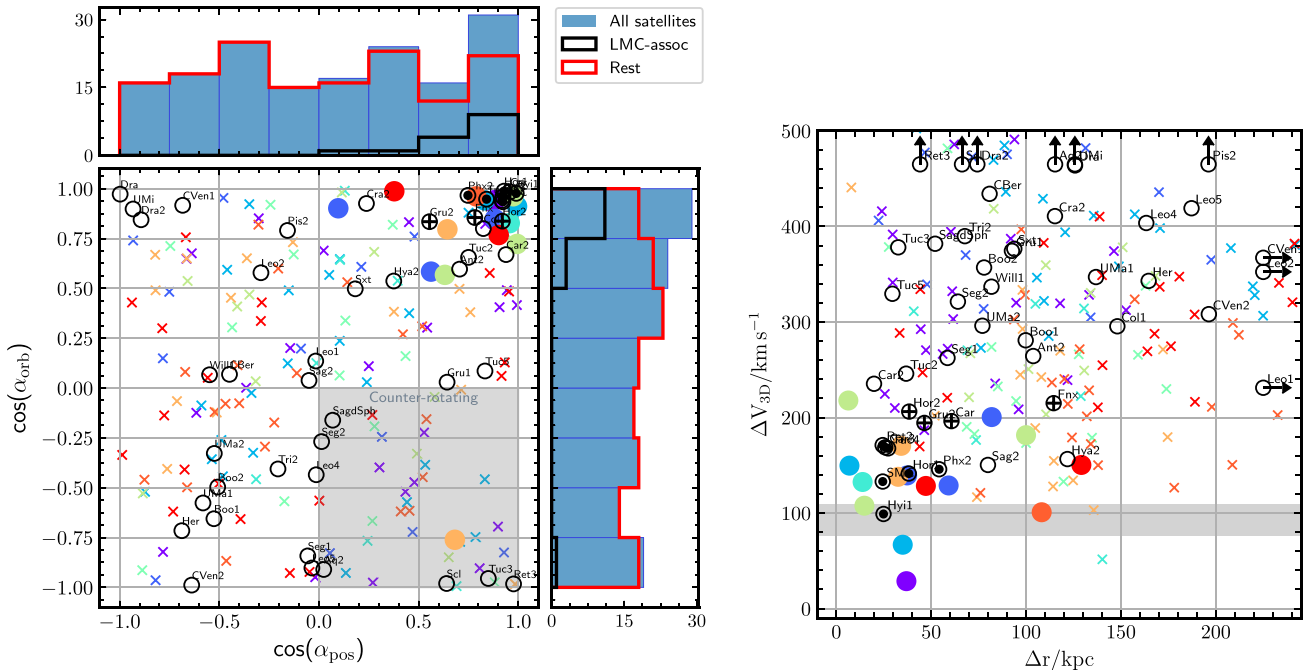 30
15
0
All satellites
LMC-assoc
Rest
1.00
0.75
0.50
0.25
0.00
−0.25
−0.50
−0.75
−1.00
cos(α_orb)
Dra
UMi
Dra2
CVen1
Pis2
Leo2
Cra2
Gru2
Phx2
Hor2
Car2
Tuc2
Ant2
Hya2
Sxt
Leo1
Sag2
Will1
CBer
Tuc5
Gru1
Counter-rotating
SagdSph
Seg2
UMa2
Tri2
Leo4
Boo2
UMa1
Boo1
Her
Seg1
CVen2
Scl
Tuc3
Ret3
−1.0
−0.5
0.0
0.5
1.0
cos(α_pos)
0
15
30
500
400
300
200
100
0
ΔV_3D/km s⁻¹
Ret3
Dra2
Pis2
CBer
Cra2
Leo5
Leo4
Tri2
Tuc3
SagdSph
Boo2
CVen1
Leo2
UMa1
Her
Will1
Tuc5
Seg2
CVen2
UMa2
Col1
Boo1
Ant2
Seg1
Tuc2
Car2
Leo1
Fnx
Hor2
Gru2
Car
Hya2
Sag2
Phx2
Hor1
Hyi1
0
50
100
150
200
Δr/kpc